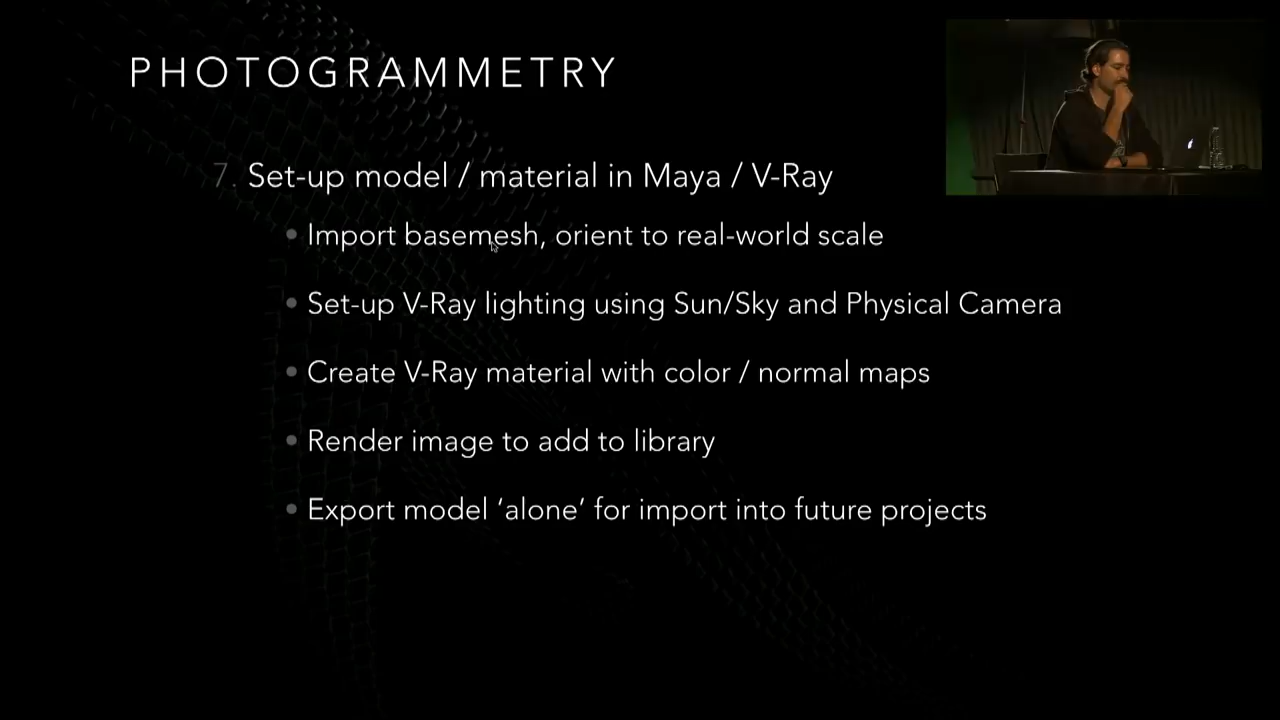 PHOTOGRAMMETRY
7. Set-up model / material in Maya / V-Ray
• Import basemesh, orient to real-world scale
• Set-up V-Ray lighting using Sun/Sky and Physical Camera
• Create V-Ray material with color / normal maps
• Render image to add to library
• Export model ‘alone’ for import into future projects